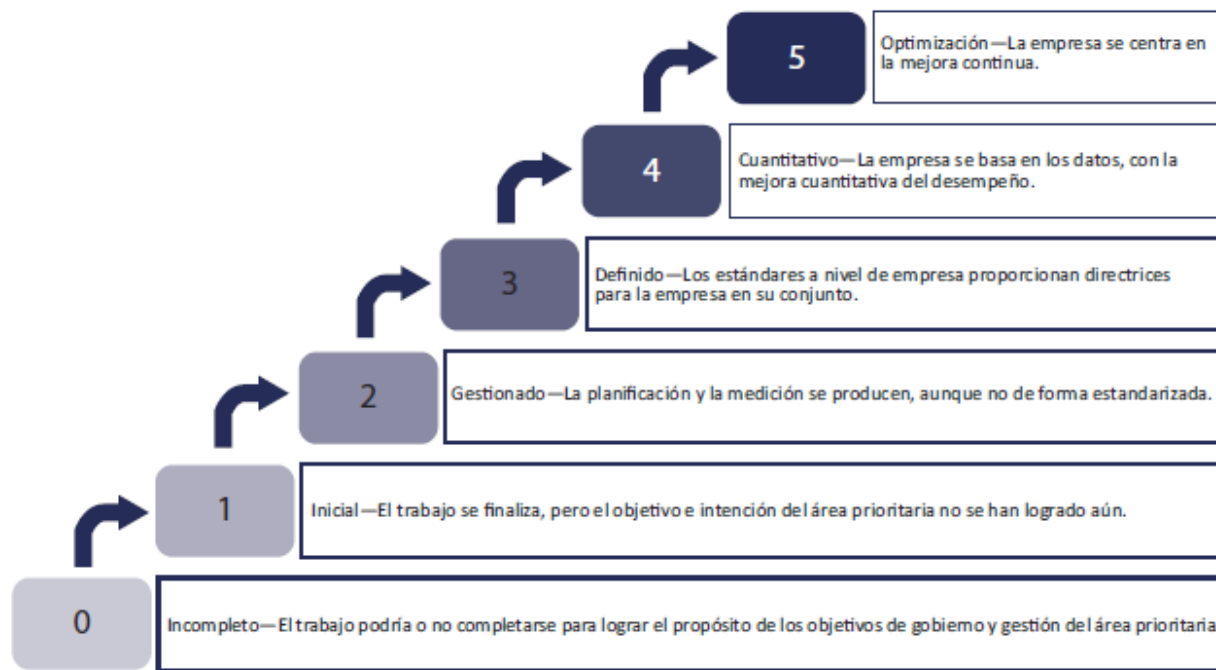 5
Optimización—La empresa se centra en
la mejora continua.
4
Cuantitativo—La empresa se basa en los datos, con la
mejora cuantitativa del desempeño.
3
Definido—Los estándares a nivel de empresa proporcionan directrices
para la empresa en su conjunto.
2
Gestionado—La planificación y la medición se producen, aunque no de forma estandarizada.
1
Inicial—El trabajo se finaliza, pero el objetivo e intención del área prioritaria no se han logrado aún.
0
Incompleto—El trabajo podría o no completarse para lograr el propósito de los objetivos de gobierno y gestión del área prioritaria